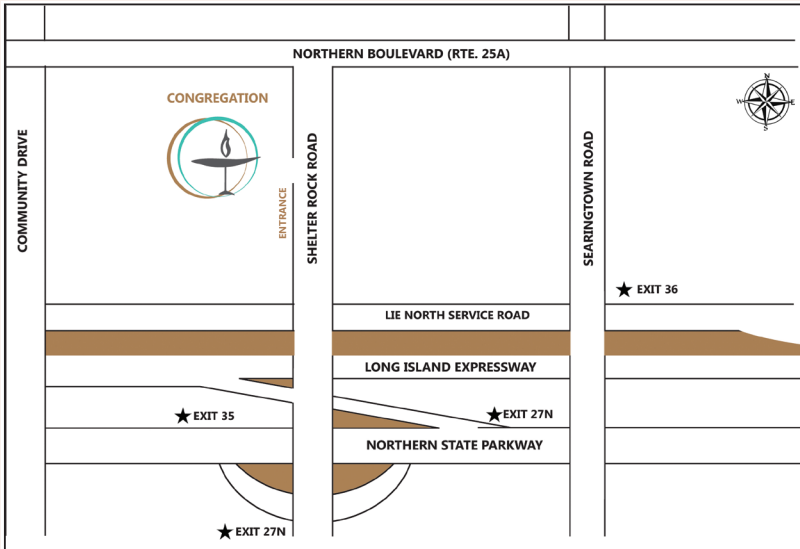 NORTHERN BOULEVARD (RTE. 25A)
CONGREGATION
N
W
E
S
COMMUNITY DRIVE
ENTRANCE
SHELTER ROCK ROAD
SEARINGTOWN ROAD
EXIT 36
LIE NORTH SERVICE ROAD
LONG ISLAND EXPRESSWAY
EXIT 35
EXIT 27N
NORTHERN STATE PARKWAY
EXIT 27N